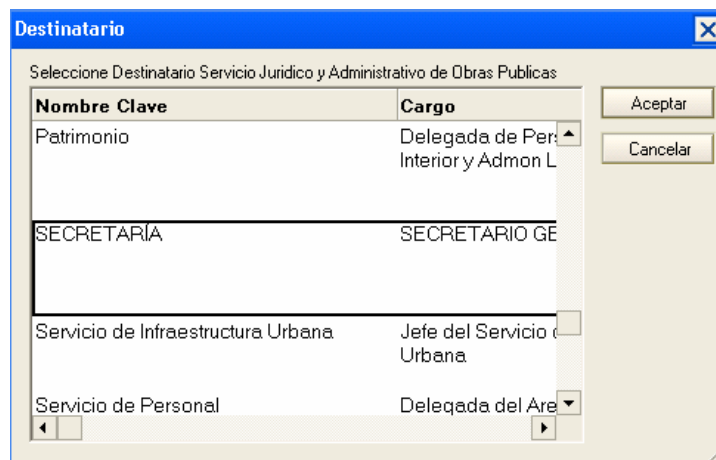 Destinatario
Seleccione Destinatario Servicio Juridico y Administrativo de Obras Publicas
Nombre Clave Cargo
Aceptar
Cancelar
Patrimonio Delegada de Per
Interior y Admon L
SECRETARÍA SECRETARIO GE
Servicio de Infraestructura Urbana Jefe del Servicio
Urbana
Servicio de Personal Delegada del Are